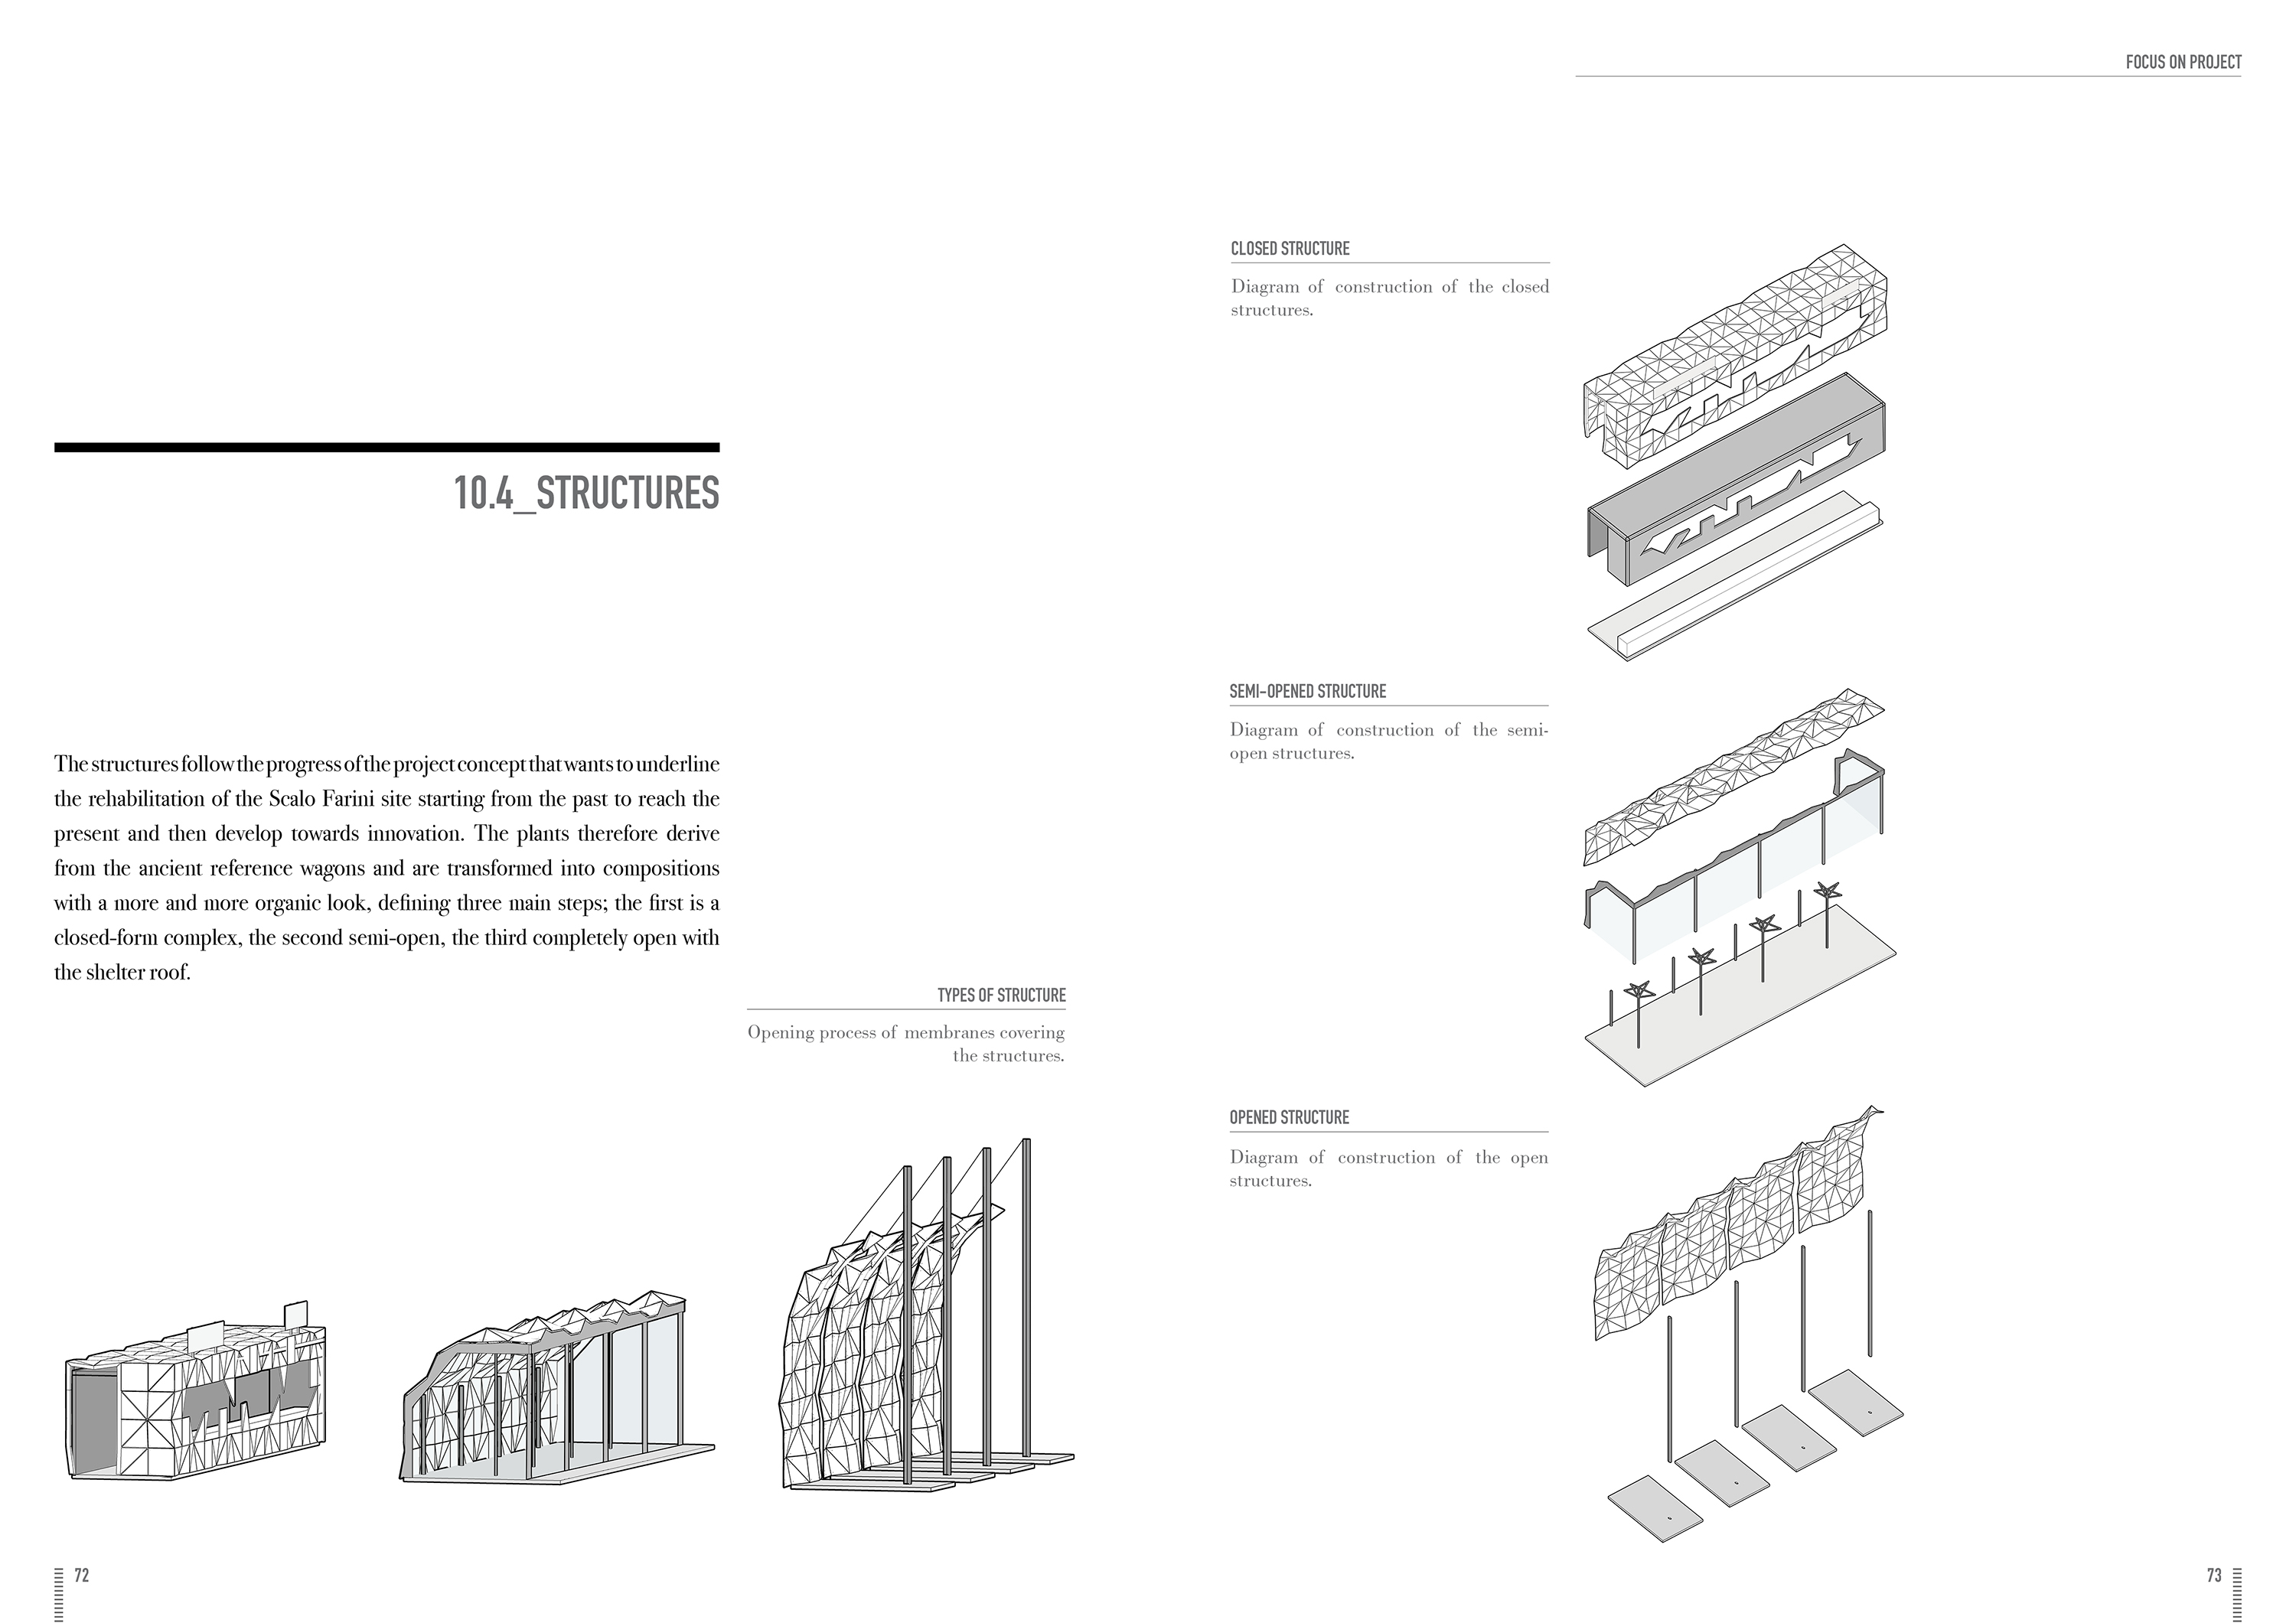 10.4_STRUCTURES
The structures follow the progress of the project concept that wants to underline
the rehabilitation of the Scalo Farini site starting from the past to reach the
present and then develop towards innovation. The plants therefore derive
from the ancient reference wagons and are transformed into compositions
with a more and more organic look, defining three main steps; the first is a
closed-form complex, the second semi-open, the third completely open with
the shelter roof.
TYPES OF STRUCTURE
Opening process of membranes covering
the structures.
72
FOCUS ON PROJECT
CLOSED STRUCTURE
Diagram of construction of the closed
structures.
SEMI-OPENED STRUCTURE
Diagram of construction of the semi-
open structures.
OPENED STRUCTURE
Diagram of construction of the open
structures.
73